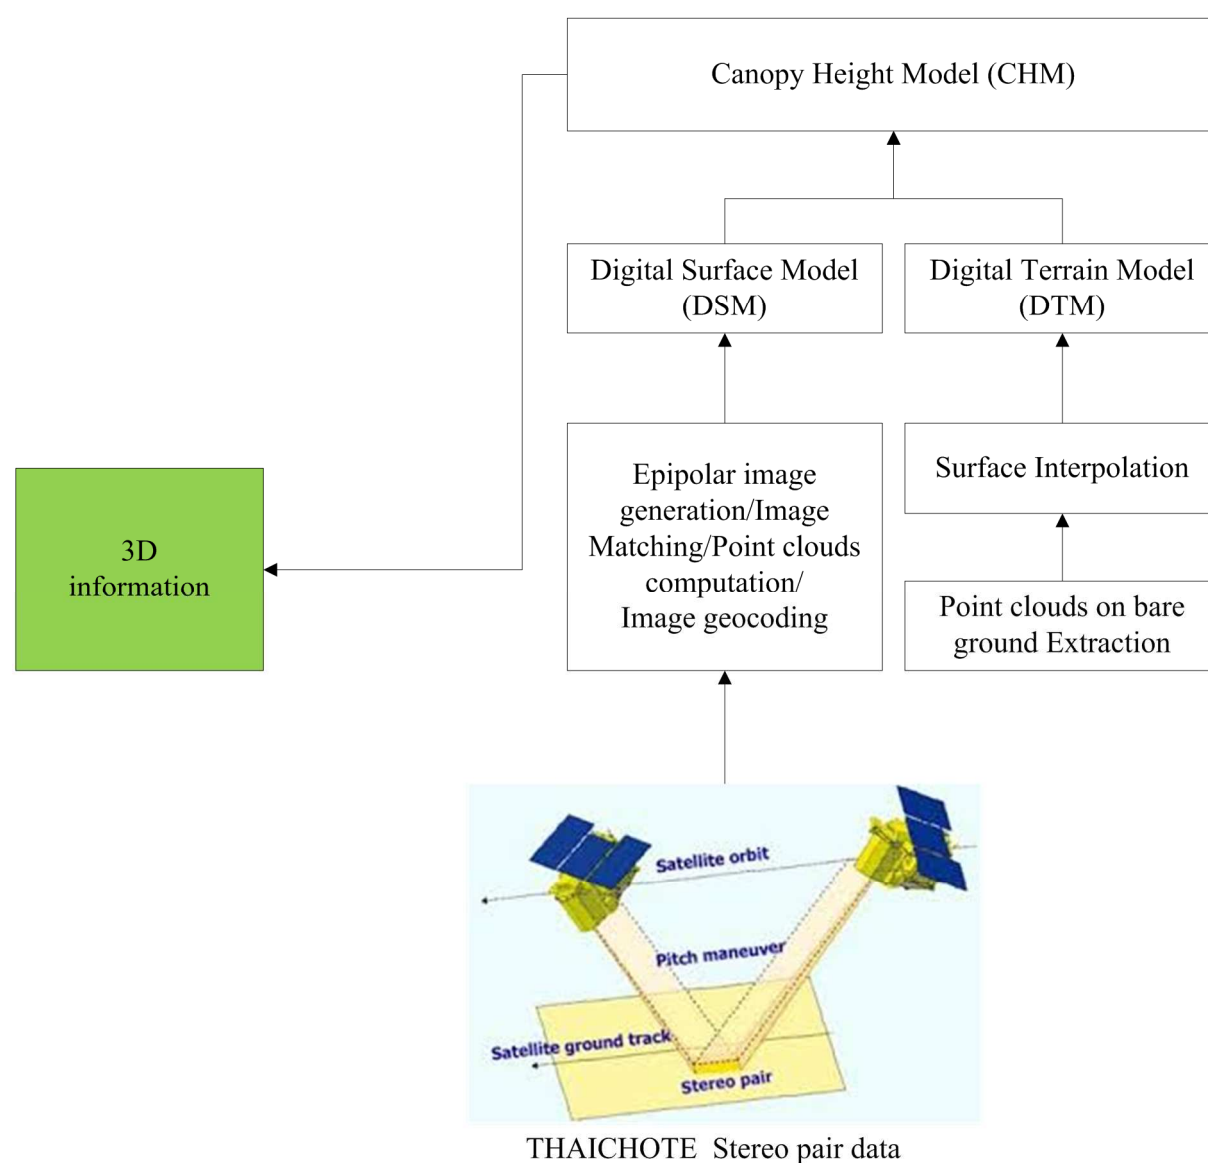 Canopy Height Model (CHM)
Digital Surface Model
(DSM)
Digital Terrain Model
(DTM)
Epipolar image
generation/Image
Matching/Point clouds
computation/
Image geocoding
Surface Interpolation
3D
information
Point clouds on bare
ground Extraction
Satellite orbit
Pitch maneuver
Satellite ground track
Stereo pair
THAICHOTE Stereo pair data